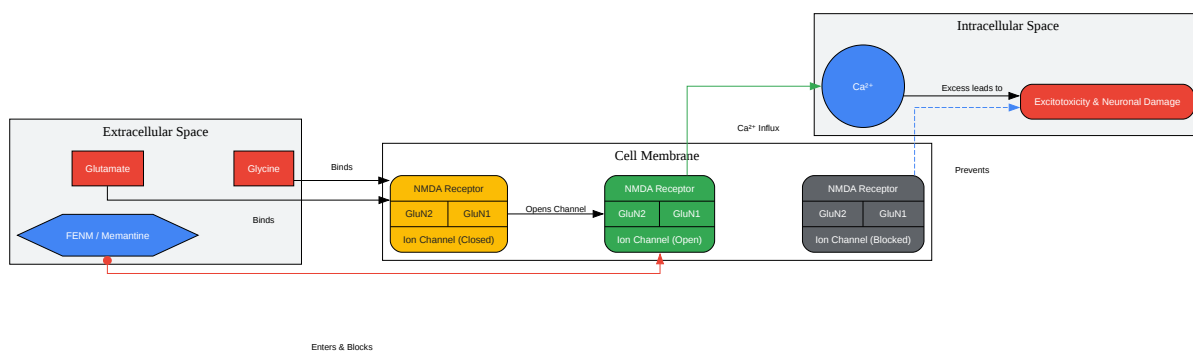 Intracellular Space
Ca²⁺
Excess leads to
Excitotoxicity & Neuronal Damage
Extracellular Space
Glutamate
Glycine
FENM / Memantine
Binds
Binds
Cell Membrane
NMDA Receptor
GluN2 GluN1
Ion Channel (Closed)
Opens Channel
NMDA Receptor
GluN2 GluN1
Ion Channel (Open)
Ca²⁺ Influx
NMDA Receptor
GluN2 GluN1
Ion Channel (Blocked)
Prevents
Enters & Blocks